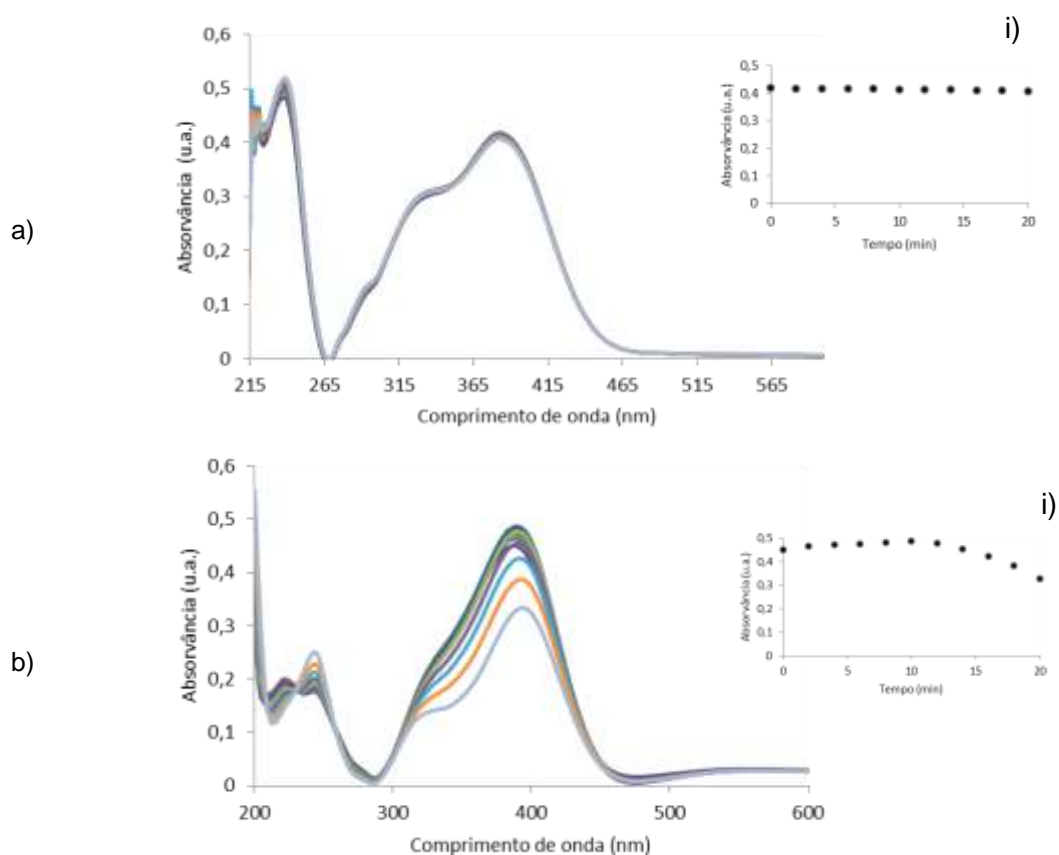 a)
Absorvância (u.a.)
0,6
0,5
0,4
0,3
0,2
0,1
0
215 265 315 365 415 465 515 565
Comprimento de onda (nm)
i)
Absorvância (u.a.)
0,5
0,4
0,3
0,2
0,1
0
0 5 10 15 20
Tempo (min)
b)
Absorvância (u.a.)
0,6
0,5
0,4
0,3
0,2
0,1
0
200 300 400 500 600
Comprimento de onda (nm)
i)
Absorvância (u.a.)
0,5
0,4
0,3
0,2
0,1
0
0 5 10 15 20
Tempo (min)